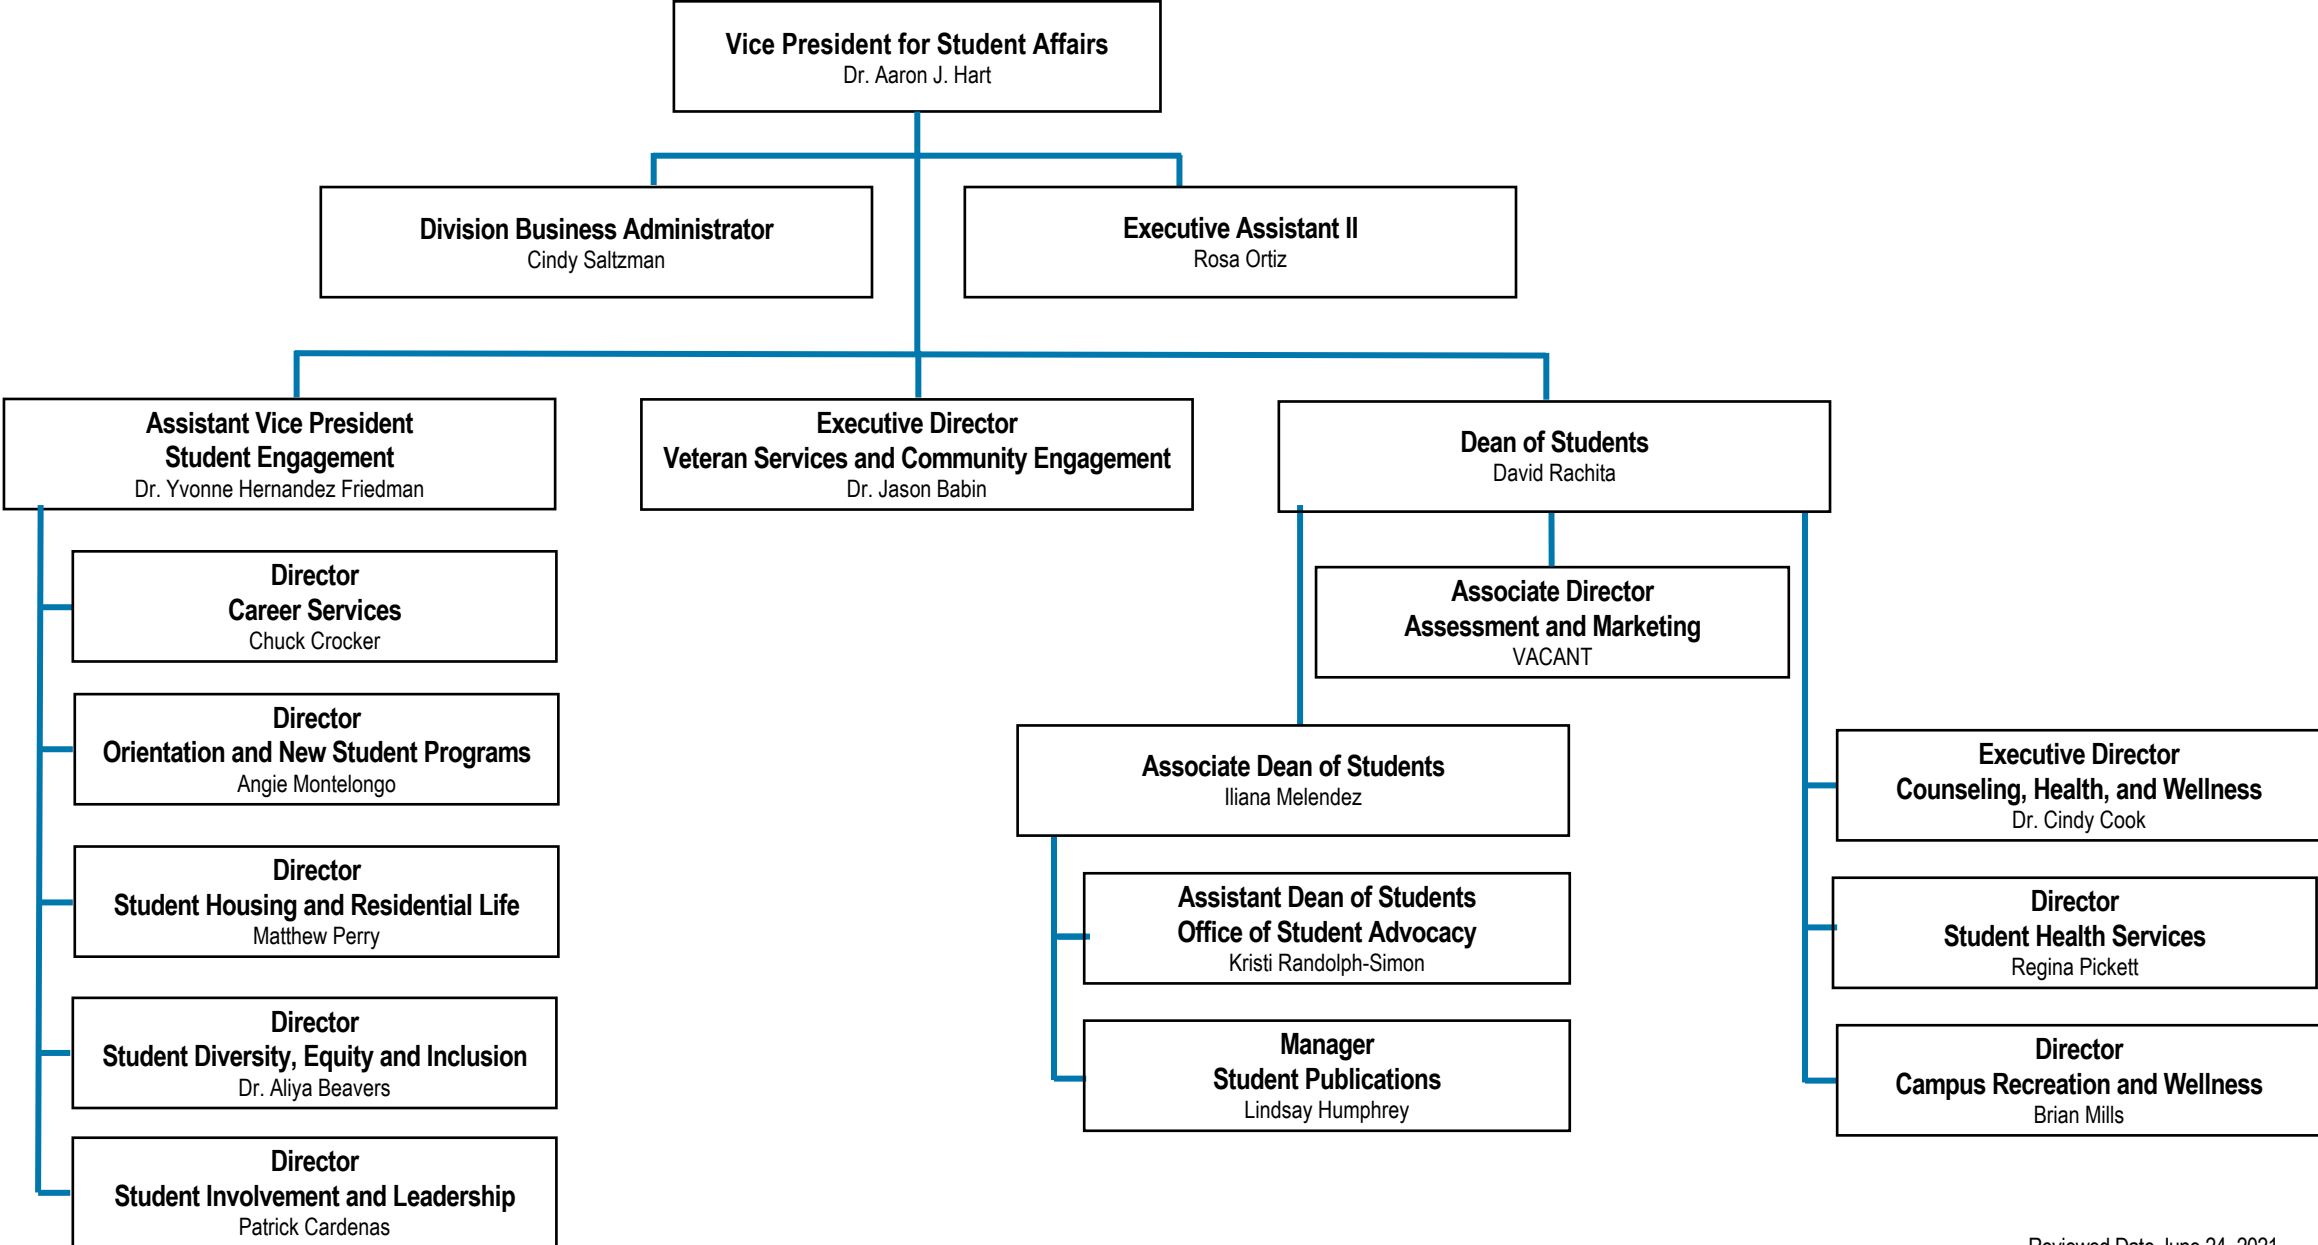 Vice President for Student Affairs
Dr. Aaron J. Hart
Division Business Administrator
Cindy Saltzman
Executive Assistant II
Rosa Ortiz
Assistant Vice President
Student Engagement
Dr. Yvonne Hernandez Friedman
Executive Director
Veteran Services and Community Engagement
Dr. Jason Babin
Dean of Students
David Rachita
Director
Career Services
Chuck Crocker
Director
Orientation and New Student Programs
Angie Montelongo
Director
Student Housing and Residential Life
Matthew Perry
Director
Student Diversity, Equity and Inclusion
Dr. Aliya Beavers
Director
Student Involvement and Leadership
Patrick Cardenas
Associate Director
Assessment and Marketing
VACANT
Associate Dean of Students
Iliana Melendez
Assistant Dean of Students
Office of Student Advocacy
Kristi Randolph-Simon
Manager
Student Publications
Lindsay Humphrey
Executive Director
Counseling, Health, and Wellness
Dr. Cindy Cook
Director
Student Health Services
Regina Pickett
Director
Campus Recreation and Wellness
Brian Mills
Reviewed Date June 24, 2021